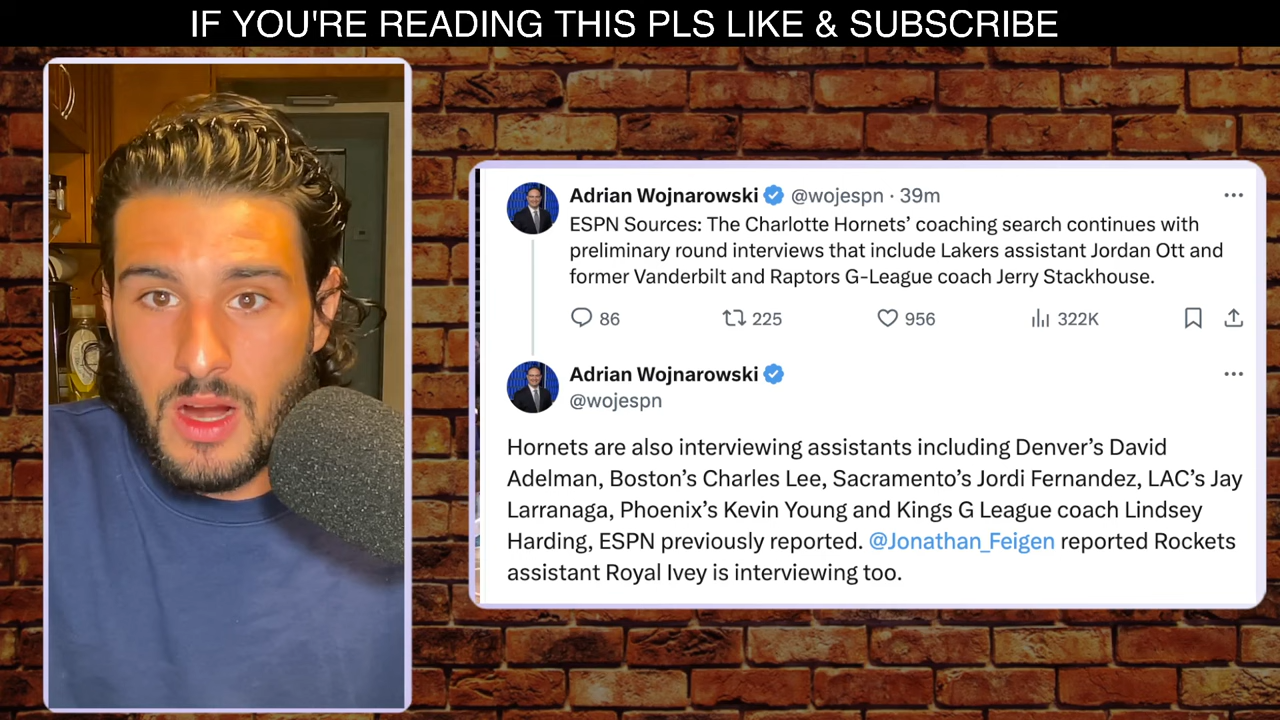 IF YOU'RE READING THIS PLS LIKE & SUBSCRIBE
Adrian Wojnarowski @wojespn · 39m
ESPN Sources: The Charlotte Hornets’ coaching search continues with
preliminary round interviews that include Lakers assistant Jordan Ott and
former Vanderbilt and Raptors G-League coach Jerry Stackhouse.
86 225 956 322K
Adrian Wojnarowski
@wojespn
Hornets are also interviewing assistants including Denver’s David
Adelman, Boston’s Charles Lee, Sacramento’s Jordi Fernandez, LAC’s Jay
Larranaga, Phoenix’s Kevin Young and Kings G League coach Lindsey
Harding, ESPN previously reported. @Jonathan_Feigen reported Rockets
assistant Royal Ivey is interviewing too.